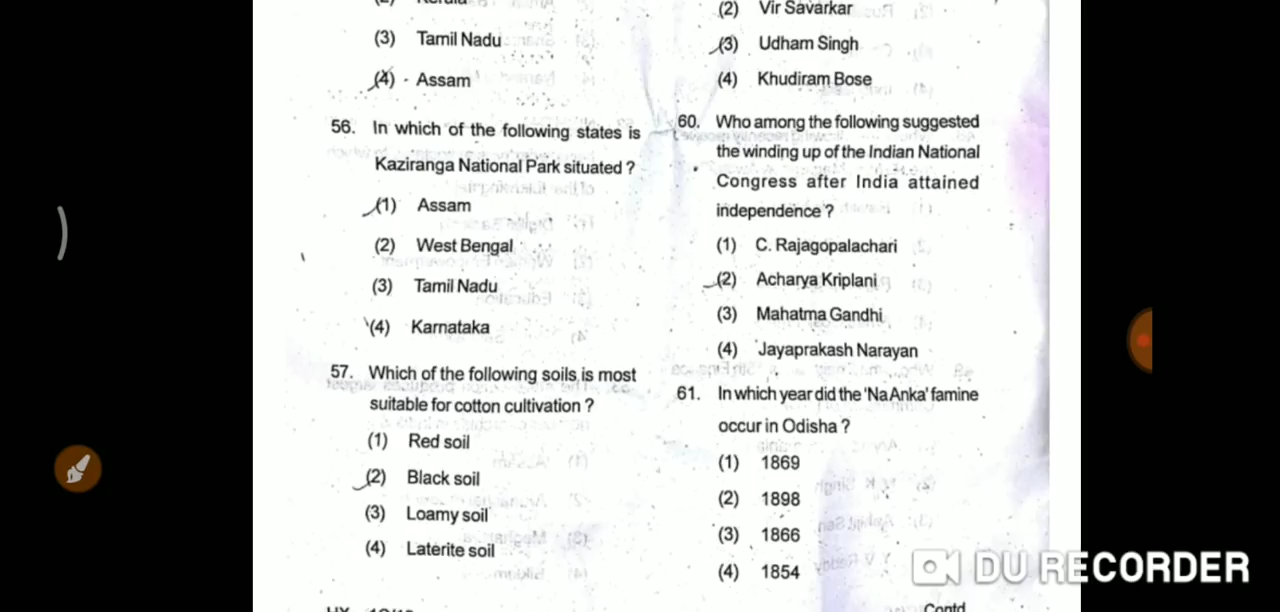 (2) Kerala
(3) Tamil Nadu
(4) Assam
56. In which of the following states is
Kaziranga National Park situated ?
(1) Assam
(2) West Bengal
(3) Tamil Nadu
(4) Karnataka
57. Which of the following soils is most
suitable for cotton cultivation ?
(1) Red soil
(2) Black soil
(3) Loamy soil
(4) Laterite soil
(2) Vir Savarkar
(3) Udham Singh
(4) Khudiram Bose
60. Who among the following suggested
the winding up of the Indian National
Congress after India attained
independence ?
(1) C. Rajagopalachari
(2) Acharya Kriplani
(3) Mahatma Gandhi
(4) Jayaprakash Narayan
61. In which year did the 'Na Anka' famine
occur in Odisha ?
(1) 1869
(2) 1898
(3) 1866
(4) 1854
Contd
DU RECORDER